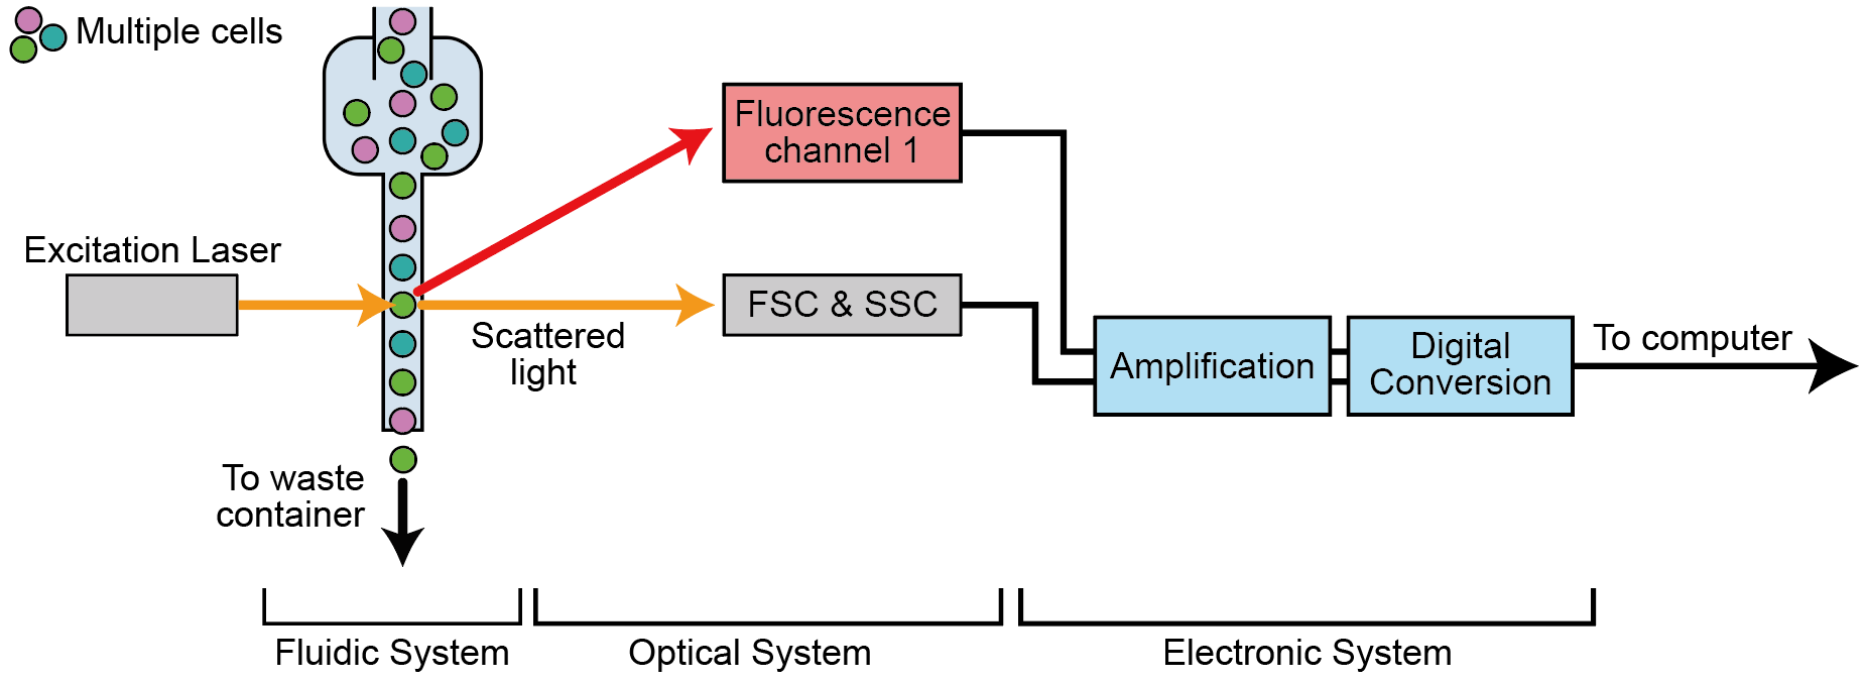 Multiple cells
Fluorescence
channel 1
Excitation Laser
FSC & SSC
Scattered
light
Amplification
Digital
Conversion
To computer
To waste
container
Fluidic System
Optical System
Electronic System